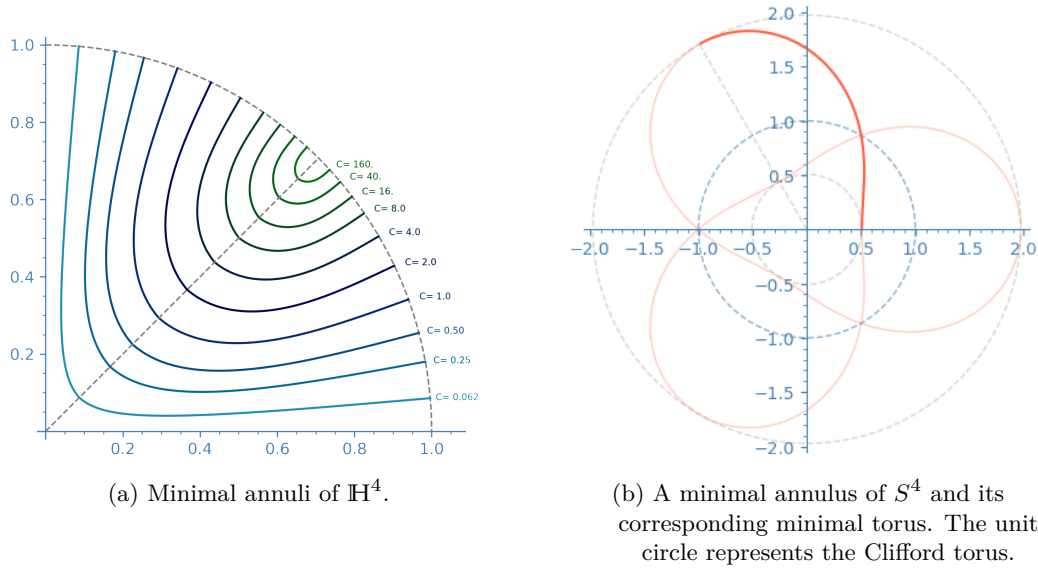 1.0
0.8
0.6
0.4
0.2
0.2 0.4 0.6 0.8 1.0
C= 160.
C= 40.
C= 16.
C= 8.0
C= 4.0
C= 2.0
C= 1.0
C= 0.50
C= 0.25
C= 0.062
(a) Minimal annuli of ℍ⁴.
2.0
1.5
1.0
0.5
−2.0 −1.5 −1.0 −0.5 0.5 1.0 1.5 2.0
−0.5
−1.0
−1.5
−2.0
(b) A minimal annulus of S⁴ and its
corresponding minimal torus. The unit
circle represents the Clifford torus.